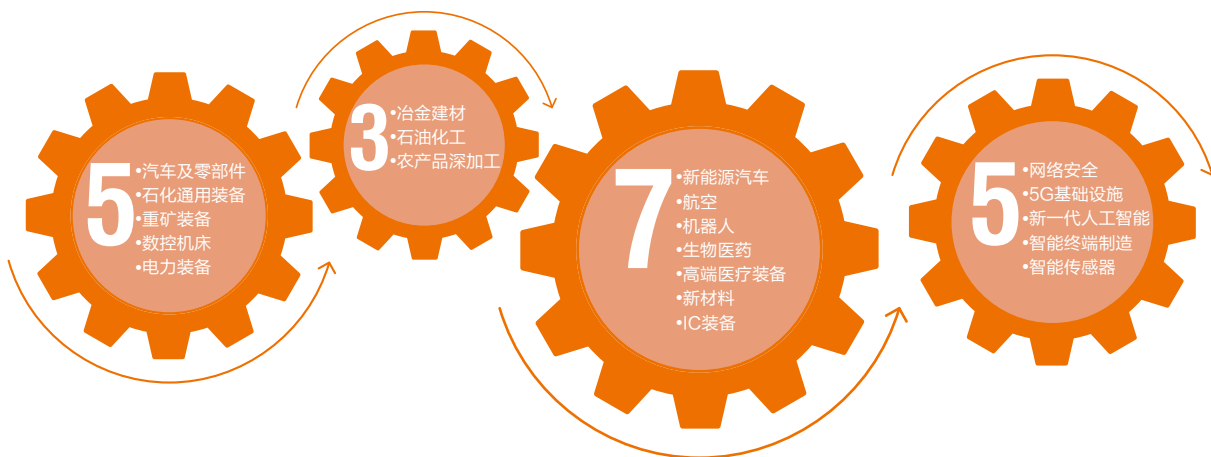 5
•汽车及零部件
•石化通用装备
•重矿装备
•数控机床
•电力装备
3
•冶金建材
•石油化工
•农产品深加工
7
•新能源汽车
•航空
•机器人
•生物医药
•高端医疗装备
•新材料
•IC装备
5
•网络安全
•5G基础设施
•新一代人工智能
•智能终端制造
•智能传感器